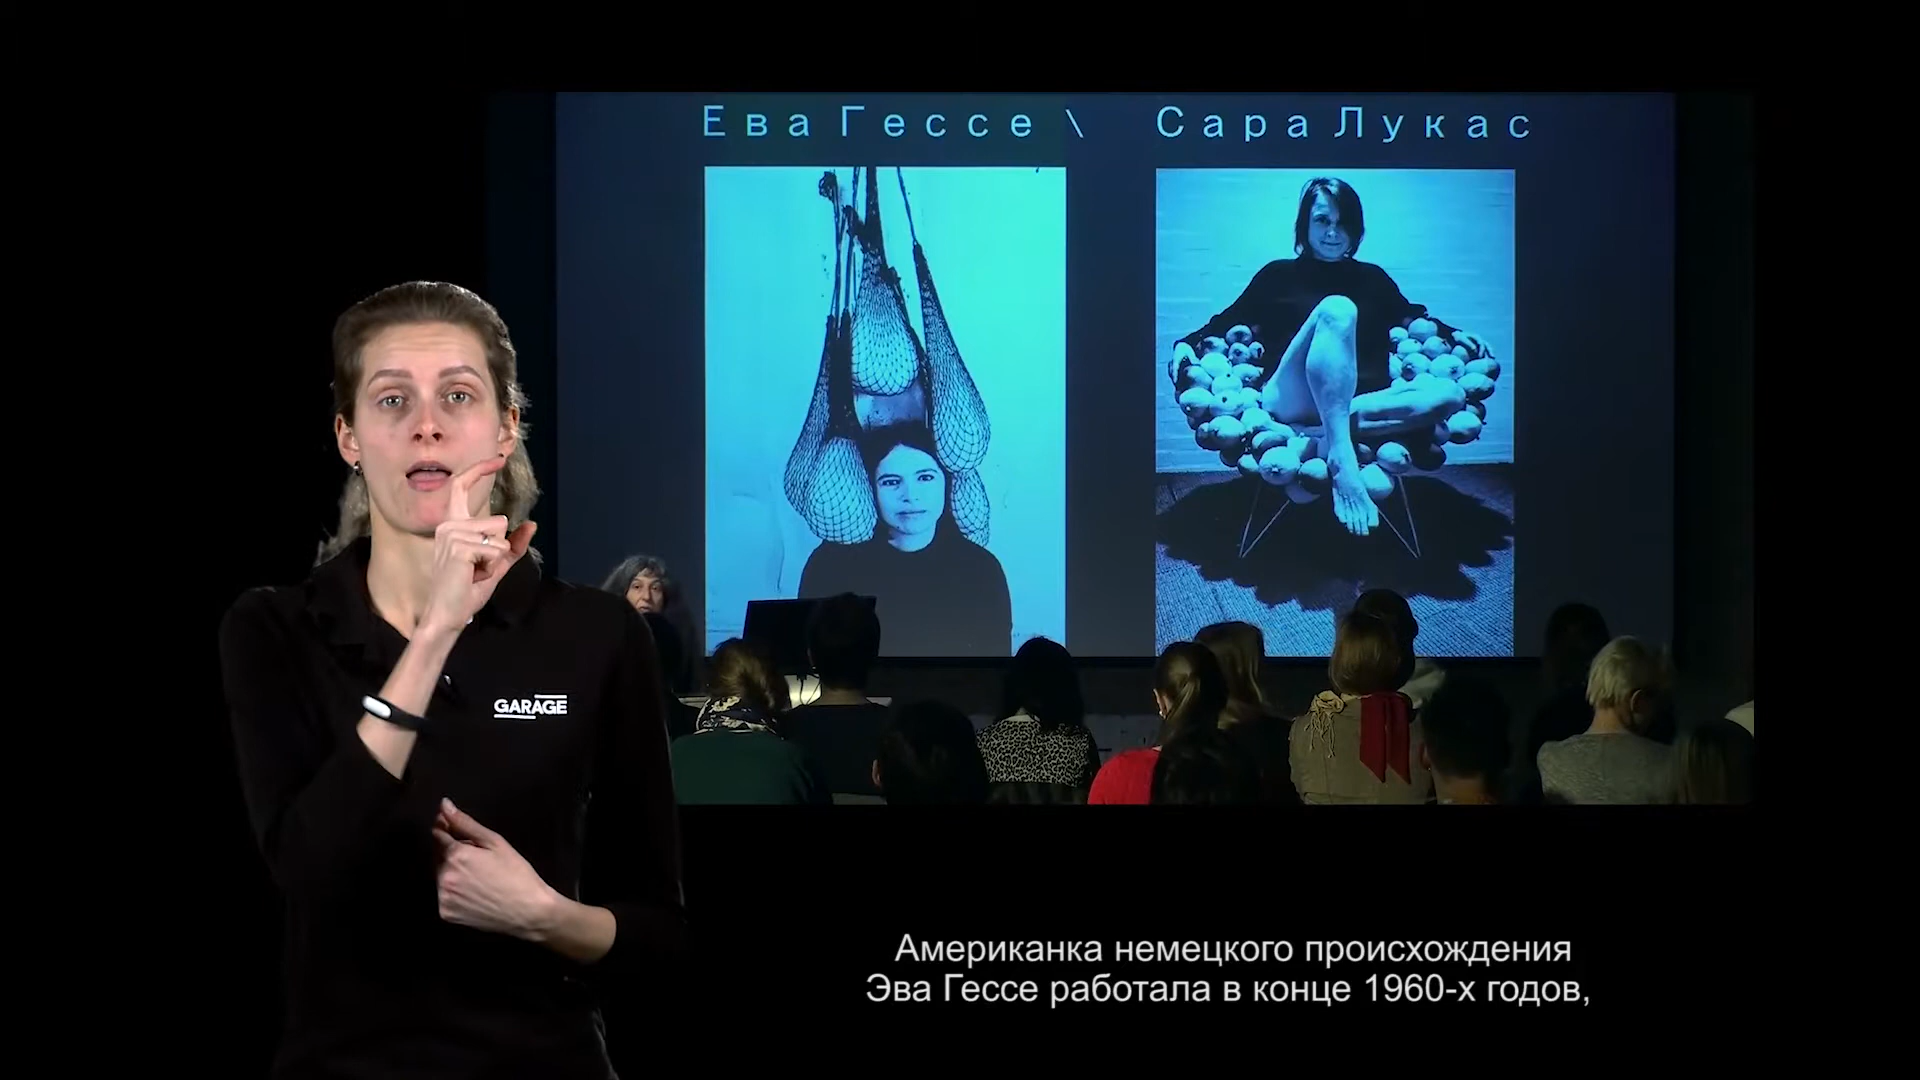 Ева Гессе \ Сара Лукас
GARAGE
Американка немецкого происхождения
Эва Гессе работала в конце 1960-х годов,